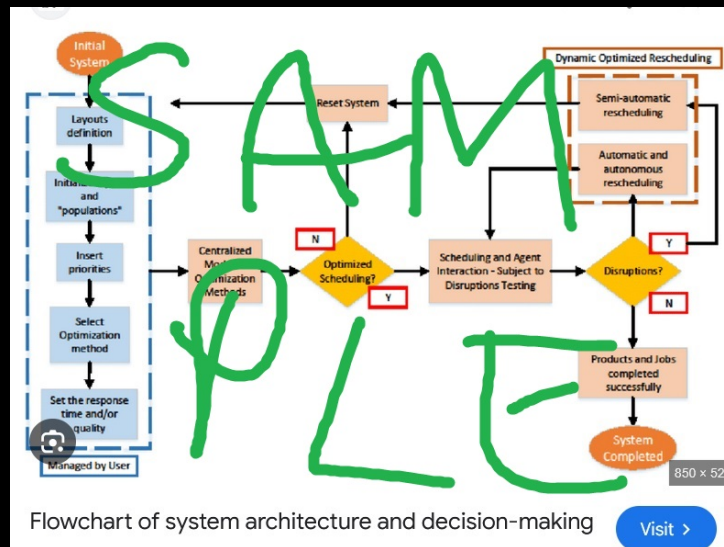 Initial
System
Dynamic Optimized Rescheduling
Layouts
definition
Reset System
Semi-automatic
rescheduling
and
"populations"
Automatic and
autonomous
rescheduling
Insert
priorities
Centralized
Optimization
Methods
N
Optimized
Scheduling?
Y
Scheduling and Agent
Interaction - Subject to
Disruptions Testing
Disruptions?
Y
N
Select
Optimization
method
Products and Jobs
completed
successfully
Set the response
time and/or
quality
Managed by User
System
Completed
SAM
PLE
850 × 52
Flowchart of system architecture and decision-making
Visit >